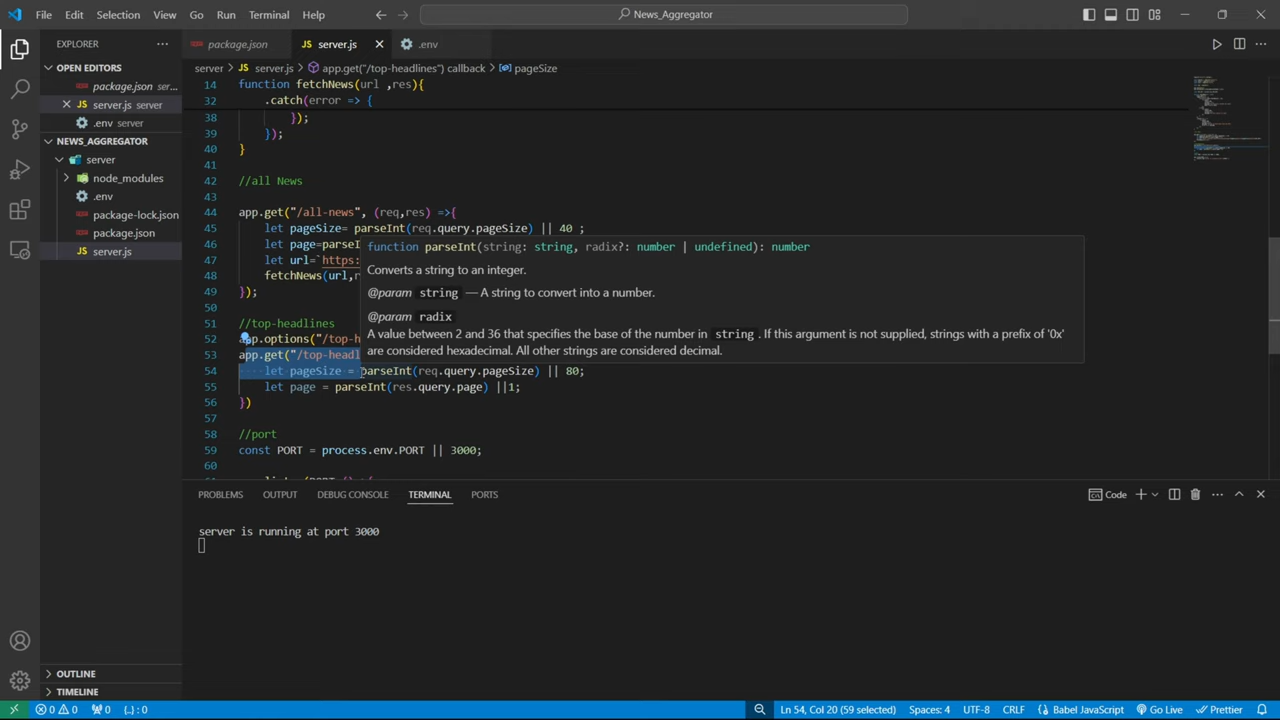 File Edit Selection View Go Run Terminal Help
News_Aggregator
EXPLORER
package.json
server.js
.env
OPEN EDITORS
package.json ser...
server.js server
.env server
NEWS_AGGREGATOR
server
node_modules
.env
package-lock.json
package.json
server.js
OUTLINE
TIMELINE
server > server.js > app.get("/top-headlines") callback > pageSize
14 function fetchNews(url ,res){
32 .catch(error => {
38 });
39 });
40 }
41
42 //all News
43
44 app.get("/all-news", (req,res) =>{
45 let pageSize= parseInt(req.query.pageSize) || 40 ;
46 let page=parseI
47 let url=`https:
48 fetchNews(url,r
49 });
50
51 //top-headlines
52 app.options("/top-h
53 app.get("/top-headl
54 let pageSize = parseInt(req.query.pageSize) || 80;
55 let page = parseInt(res.query.page) ||1;
56 })
57
58 //port
59 const PORT = process.env.PORT || 3000;
60
function parseInt(string: string, radix?: number | undefined): number
Converts a string to an integer.
@param string — A string to convert into a number.
@param radix
A value between 2 and 36 that specifies the base of the number in string . If this argument is not supplied, strings with a prefix of '0x'
are considered hexadecimal. All other strings are considered decimal.
PROBLEMS OUTPUT DEBUG CONSOLE TERMINAL PORTS
Code
server is running at port 3000
0 0 0 {..} : 0
Ln 54, Col 20 (59 selected) Spaces: 4 UTF-8 CRLF Babel JavaScript Go Live Prettier